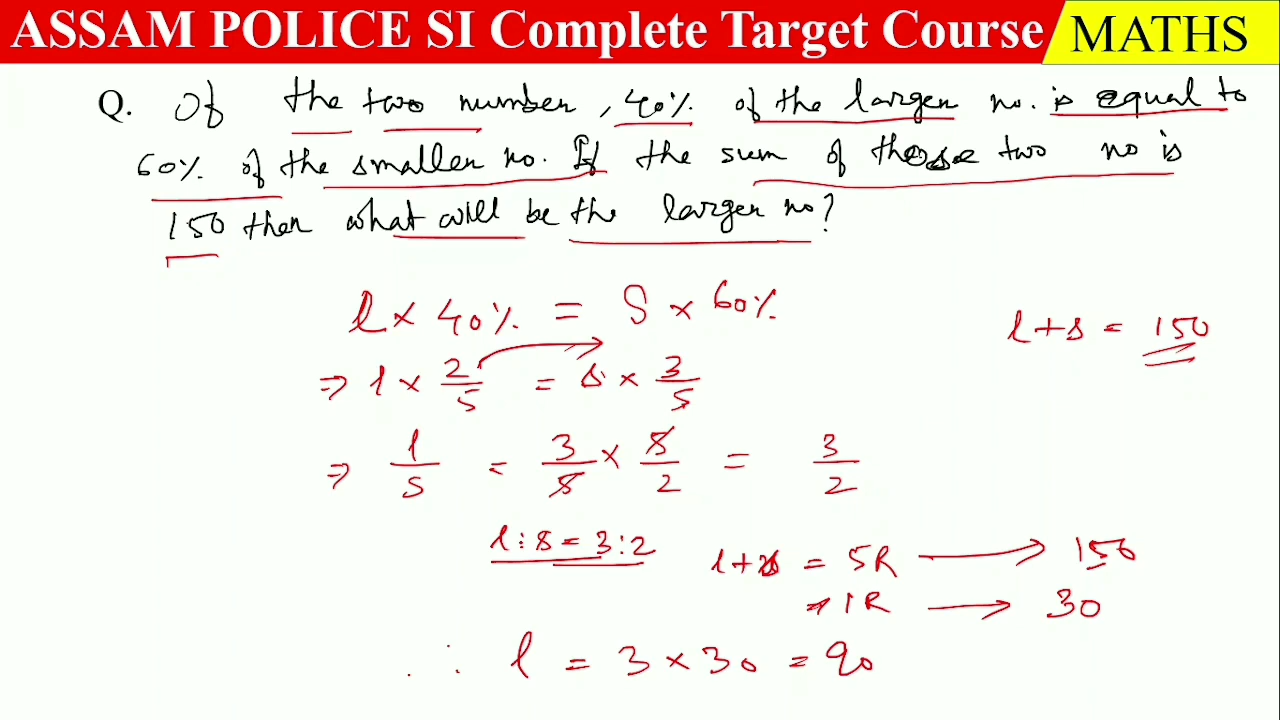 ASSAM POLICE SI Complete Target Course MATHS
Q. Of the two number, 40% of the larger no. is equal to
60% of the smaller no. If the sum of those two no is
150 then what will be the larger no?
l × 40% = S × 60%
l + s = 150
⇒ l × 2/5 = s × 3/5
⇒ l/s = 3/5 × 5/2 = 3/2
l : s = 3 : 2
l + s = 5R → 150
⇒ 1R → 30
∴ l = 3 × 30 = 90